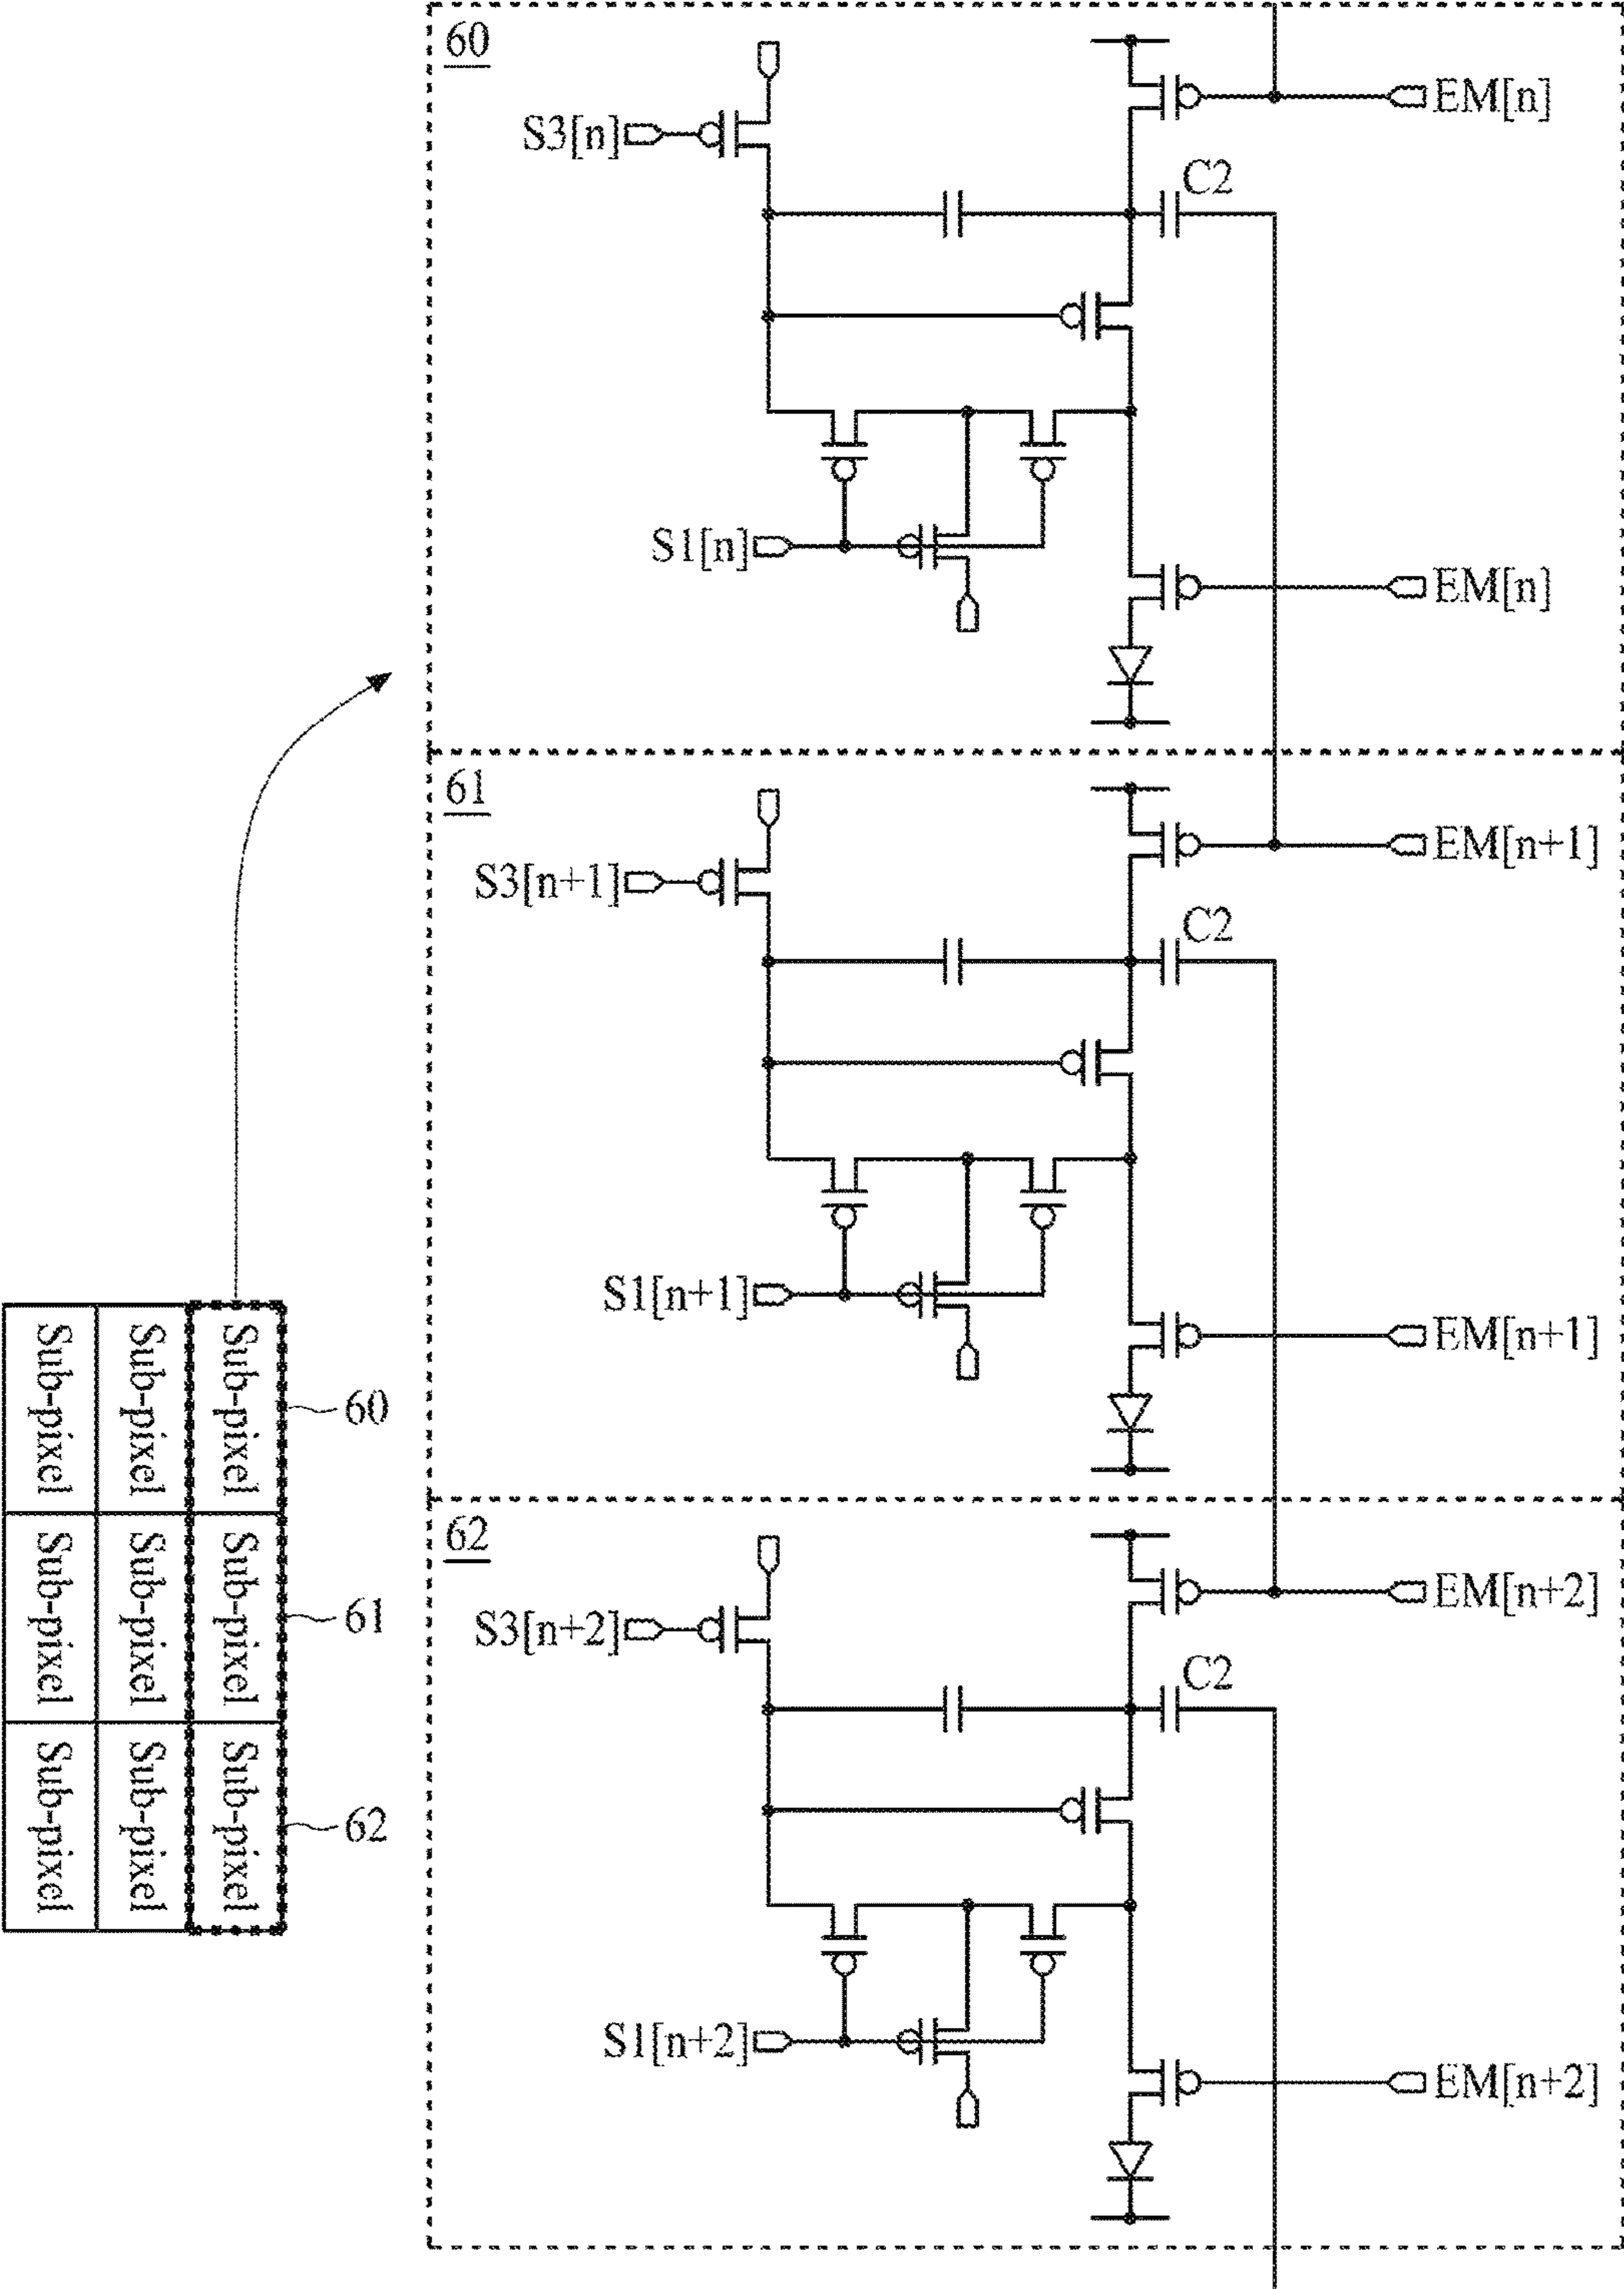 60
EM[n]
S3[n]
C2
S1[n]
EM[n]
61
EM[n+1]
S3[n+1]
C2
S1[n+1]
EM[n+1]
62
EM[n+2]
S3[n+2]
C2
S1[n+2]
EM[n+2]
Sub-pixel
Sub-pixel
Sub-pixel
60
Sub-pixel
Sub-pixel
Sub-pixel
61
Sub-pixel
Sub-pixel
Sub-pixel
62